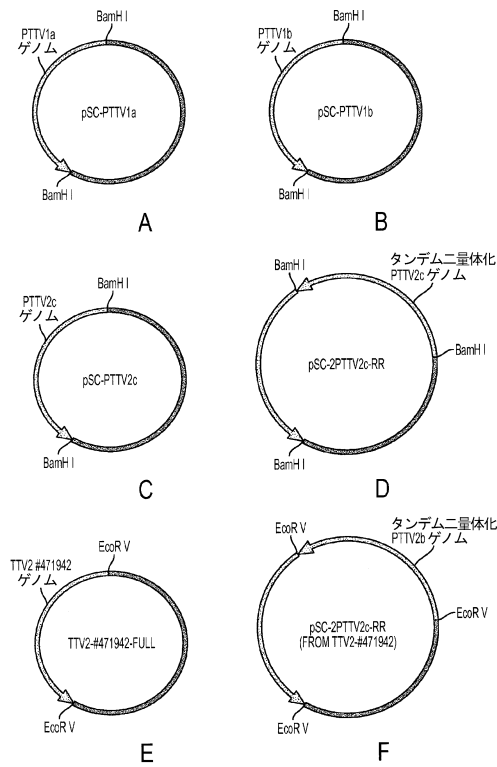 BamH I
PTTV1a
ゲノム
pSC-PTTV1a
BamH I
A
BamH I
PTTV1b
ゲノム
pSC-PTTV1b
BamH I
B
BamH I
PTTV2c
ゲノム
pSC-PTTV2c
BamH I
C
タンデム二量体化
PTTV2c ゲノム
BamH I
BamH I
pSC-2PTTV2c-RR
BamH I
D
EcoR V
TTV2 #471942
ゲノム
TTV2-#471942-FULL
EcoR V
E
タンデム二量体化
PTTV2b ゲノム
EcoR V
EcoR V
pSC-2PTTV2c-RR
(FROM TTV2-#471942)
EcoR V
F